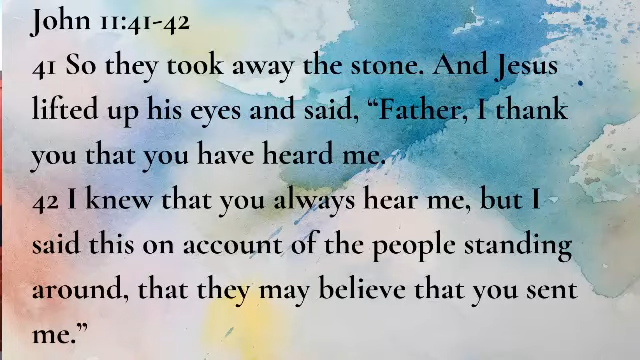 John 11:41-42
41 So they took away the stone. And Jesus
lifted up his eyes and said, “Father, I thank
you that you have heard me.
42 I knew that you always hear me, but I
said this on account of the people standing
around, that they may believe that you sent
me.”